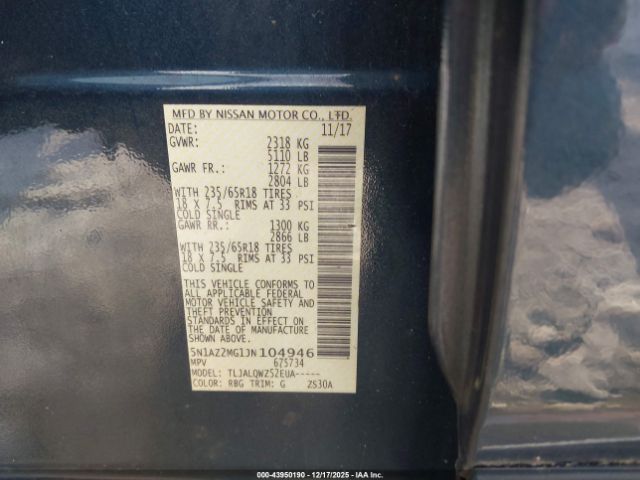 MFD BY NISSAN MOTOR CO., LTD.
DATE: 11/17
GVWR: 2318 KG
5110 LB
GAWR FR.: 1272 KG
2804 LB
WITH 235/65R18 TIRES
18 X 7.5 RIMS AT 33 PSI
COLD SINGLE
GAWR RR.: 1300 KG
2866 LB
WITH 235/65R18 TIRES
18 X 7.5 RIMS AT 33 PSI
COLD SINGLE
THIS VEHICLE CONFORMS TO
ALL APPLICABLE FEDERAL
MOTOR VEHICLE SAFETY AND
THEFT PREVENTION
STANDARDS IN EFFECT ON
THE DATE OF MANUFACTURE
SHOWN ABOVE.
5N1AZ2MG1JN104946
MPV 675734
MODEL: TLJALQWZ52EUA-----
COLOR: RBG TRIM: G ZS30A
000-43950190 - 12/17/2025 - IAA Inc.